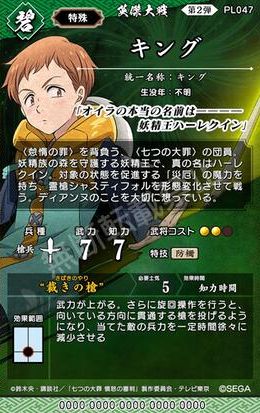 碧
特殊
英傑大戦
第2弾
PL047
キング
統一名称：キング
生没年：不明
「オイラの本当の名前は――――
妖精王ハーレクイン」
〈怠惰の罪〉を背負う、〈七つの大罪〉の団員。
妖精族の森を守護する妖精王で、真の名はハーレ
クイン。対象の状態を促進する「災厄」の魔力を
持ち、霊槍シャスティフォルを形態変化させて戦
う。ディアンヌのことを大切に想っている。
兵種 武力 知力 武将コスト
槍兵 7 7 特技 防柵
さばきのやり 必要士気 効果時間
“裁きの槍” 5 知力時間
効果範囲
武力が上がる。さらに旋回操作を行うと、
向いている方向に貫通する槍を投げるよう
になり、当てた敵の兵力を一定時間徐々に
減少させる
©鈴木央・講談社／「七つの大罪 憤怒の審判」製作委員会・テレビ東京 ©SEGA
0000-0000-0000-0000-0000